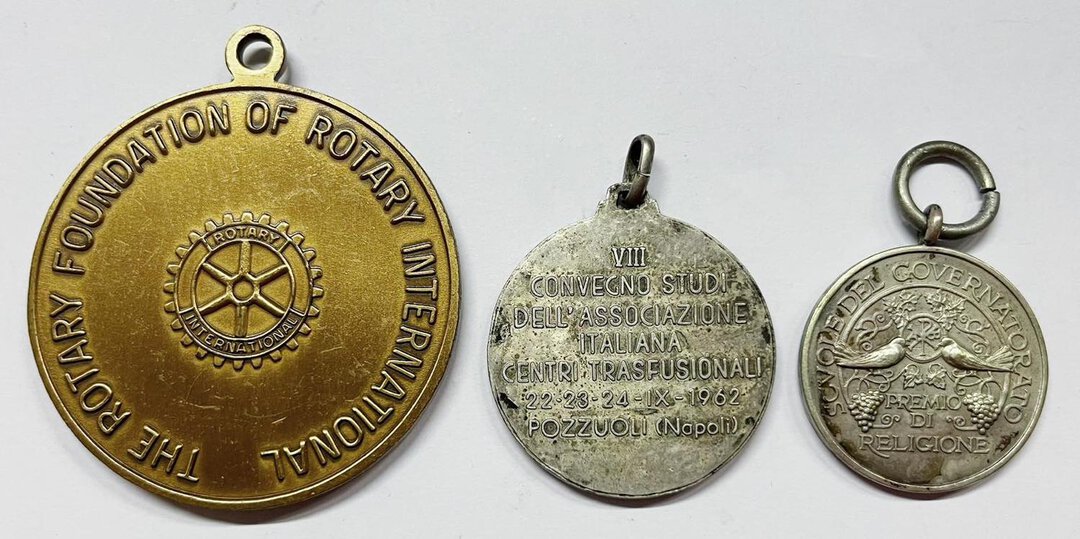 THE ROTARY FOUNDATION OF ROTARY INTERNATIONAL
ROTARY
INTERNATIONAL
VIII
CONVEGNO STUDI
DELL'ASSOCIAZIONE
ITALIANA
CENTRI TRASFUSIONALI
22-23-24-IX-1962
POZZUOLI (Napoli)
SCVOLE DEL GOVERNATORATO
PREMIO
DI
RELIGIONE